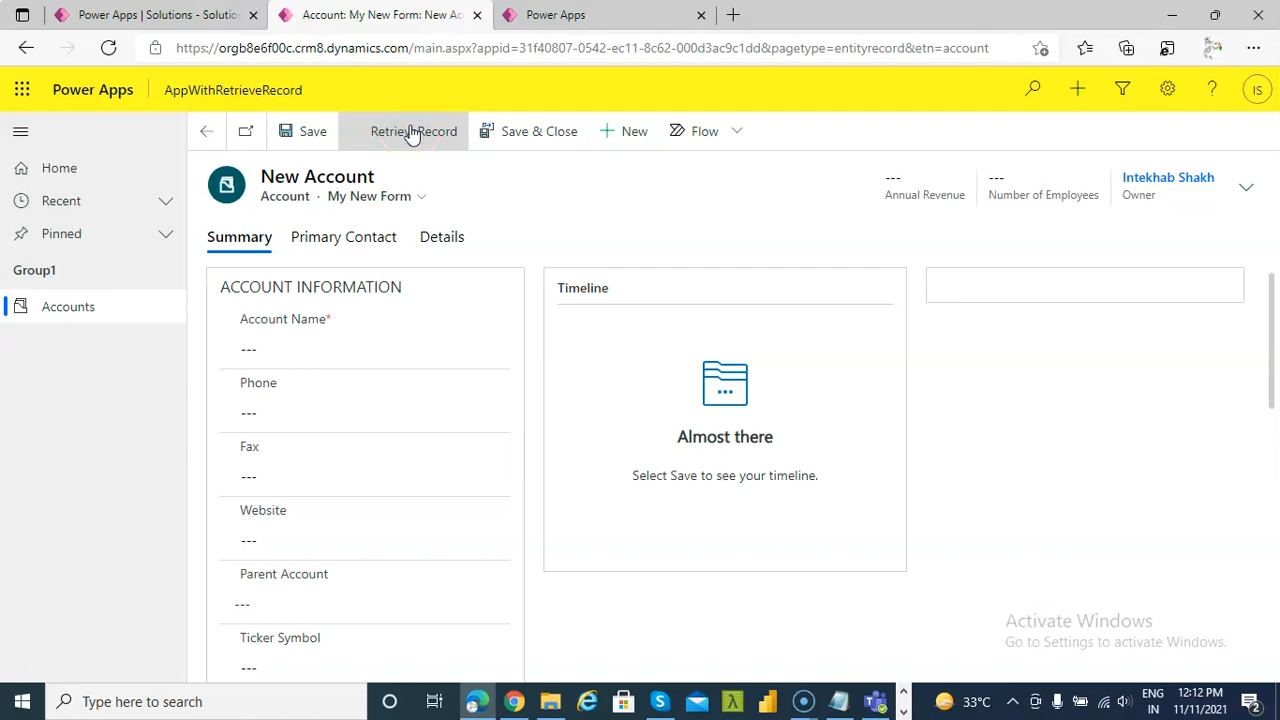 Power Apps | Solutions - Solutio
Account: My New Form: New Ac
Power Apps
https://orgb8e6f00c.crm8.dynamics.com/main.aspx?appid=31f40807-0542-ec11-8c62-000d3ac9c1dd&pagetype=entityrecord&etn=account
Power Apps
AppWithRetrieveRecord
IS
Save
RetrieveRecord
Save & Close
New
Flow
Home
Recent
Pinned
Group1
Accounts
New Account
Account · My New Form
---
Annual Revenue
---
Number of Employees
Intekhab Shakh
Owner
Summary
Primary Contact
Details
ACCOUNT INFORMATION
Account Name*
---
Phone
---
Fax
---
Website
---
Parent Account
---
Ticker Symbol
---
Timeline
Almost there
Select Save to see your timeline.
Activate Windows
Go to Settings to activate Windows.
Type here to search
33°C
ENG
IN
12:12 PM
11/11/2021
2